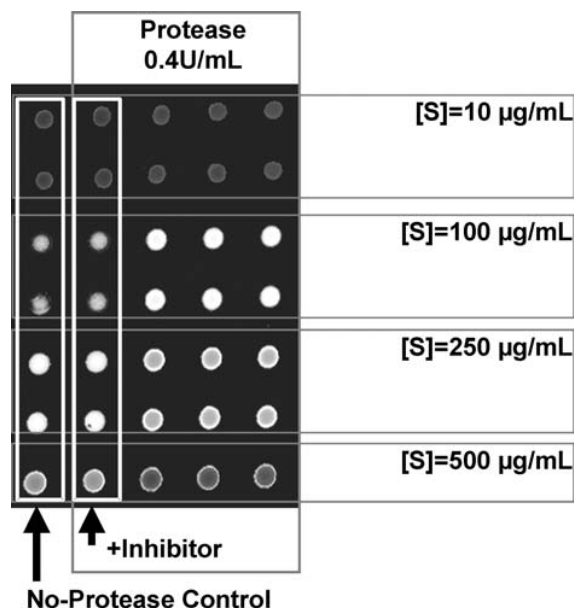 Protease
0.4U/mL
[S]=10 µg/mL
[S]=100 µg/mL
[S]=250 µg/mL
[S]=500 µg/mL
+Inhibitor
No-Protease Control